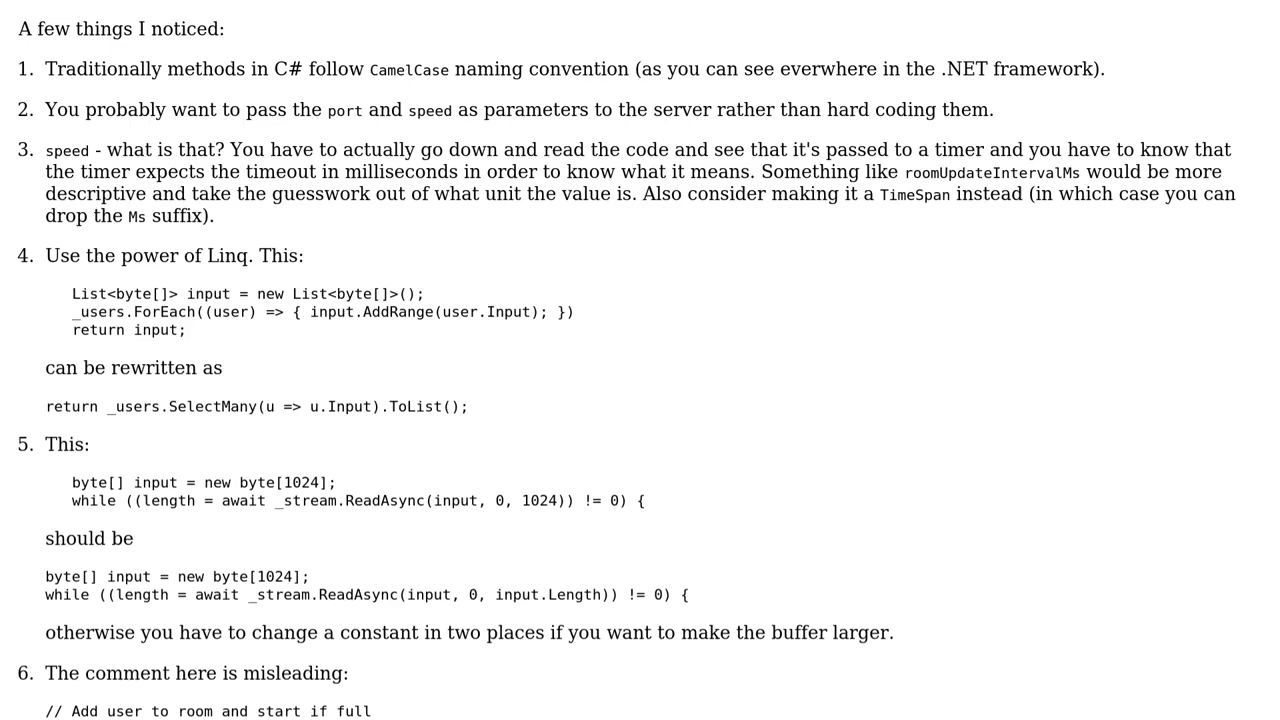 A few things I noticed:
1. Traditionally methods in C# follow CamelCase naming convention (as you can see everwhere in the .NET framework).
2. You probably want to pass the port and speed as parameters to the server rather than hard coding them.
3. speed - what is that? You have to actually go down and read the code and see that it's passed to a timer and you have to know that
the timer expects the timeout in milliseconds in order to know what it means. Something like roomUpdateIntervalMs would be more
descriptive and take the guesswork out of what unit the value is. Also consider making it a TimeSpan instead (in which case you can
drop the Ms suffix).
4. Use the power of Linq. This:
List<byte[]> input = new List<byte[]>();
_users.ForEach((user) => { input.AddRange(user.Input); })
return input;
can be rewritten as
return _users.SelectMany(u => u.Input).ToList();
5. This:
byte[] input = new byte[1024];
while ((length = await _stream.ReadAsync(input, 0, 1024)) != 0) {
should be
byte[] input = new byte[1024];
while ((length = await _stream.ReadAsync(input, 0, input.Length)) != 0) {
otherwise you have to change a constant in two places if you want to make the buffer larger.
6. The comment here is misleading:
// Add user to room and start if full